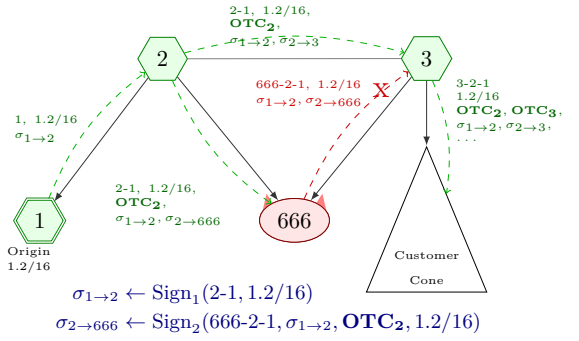 2-1, 1.2/16,
OTC₂,
σ₁→₂, σ₂→₃
2
3
666-2-1, 1.2/16
σ₁→₂, σ₂→₆₆₆
X
3-2-1
1.2/16
OTC₂, OTC₃,
σ₁→₂, σ₂→₃,
. . .
1, 1.2/16
σ₁→₂
2-1, 1.2/16,
OTC₂,
σ₁→₂, σ₂→₆₆₆
1
666
Origin
1.2/16
Customer
Cone
σ₁→₂ ← Sign₁(2-1, 1.2/16)
σ₂→₆₆₆ ← Sign₂(666-2-1, σ₁→₂, OTC₂, 1.2/16)